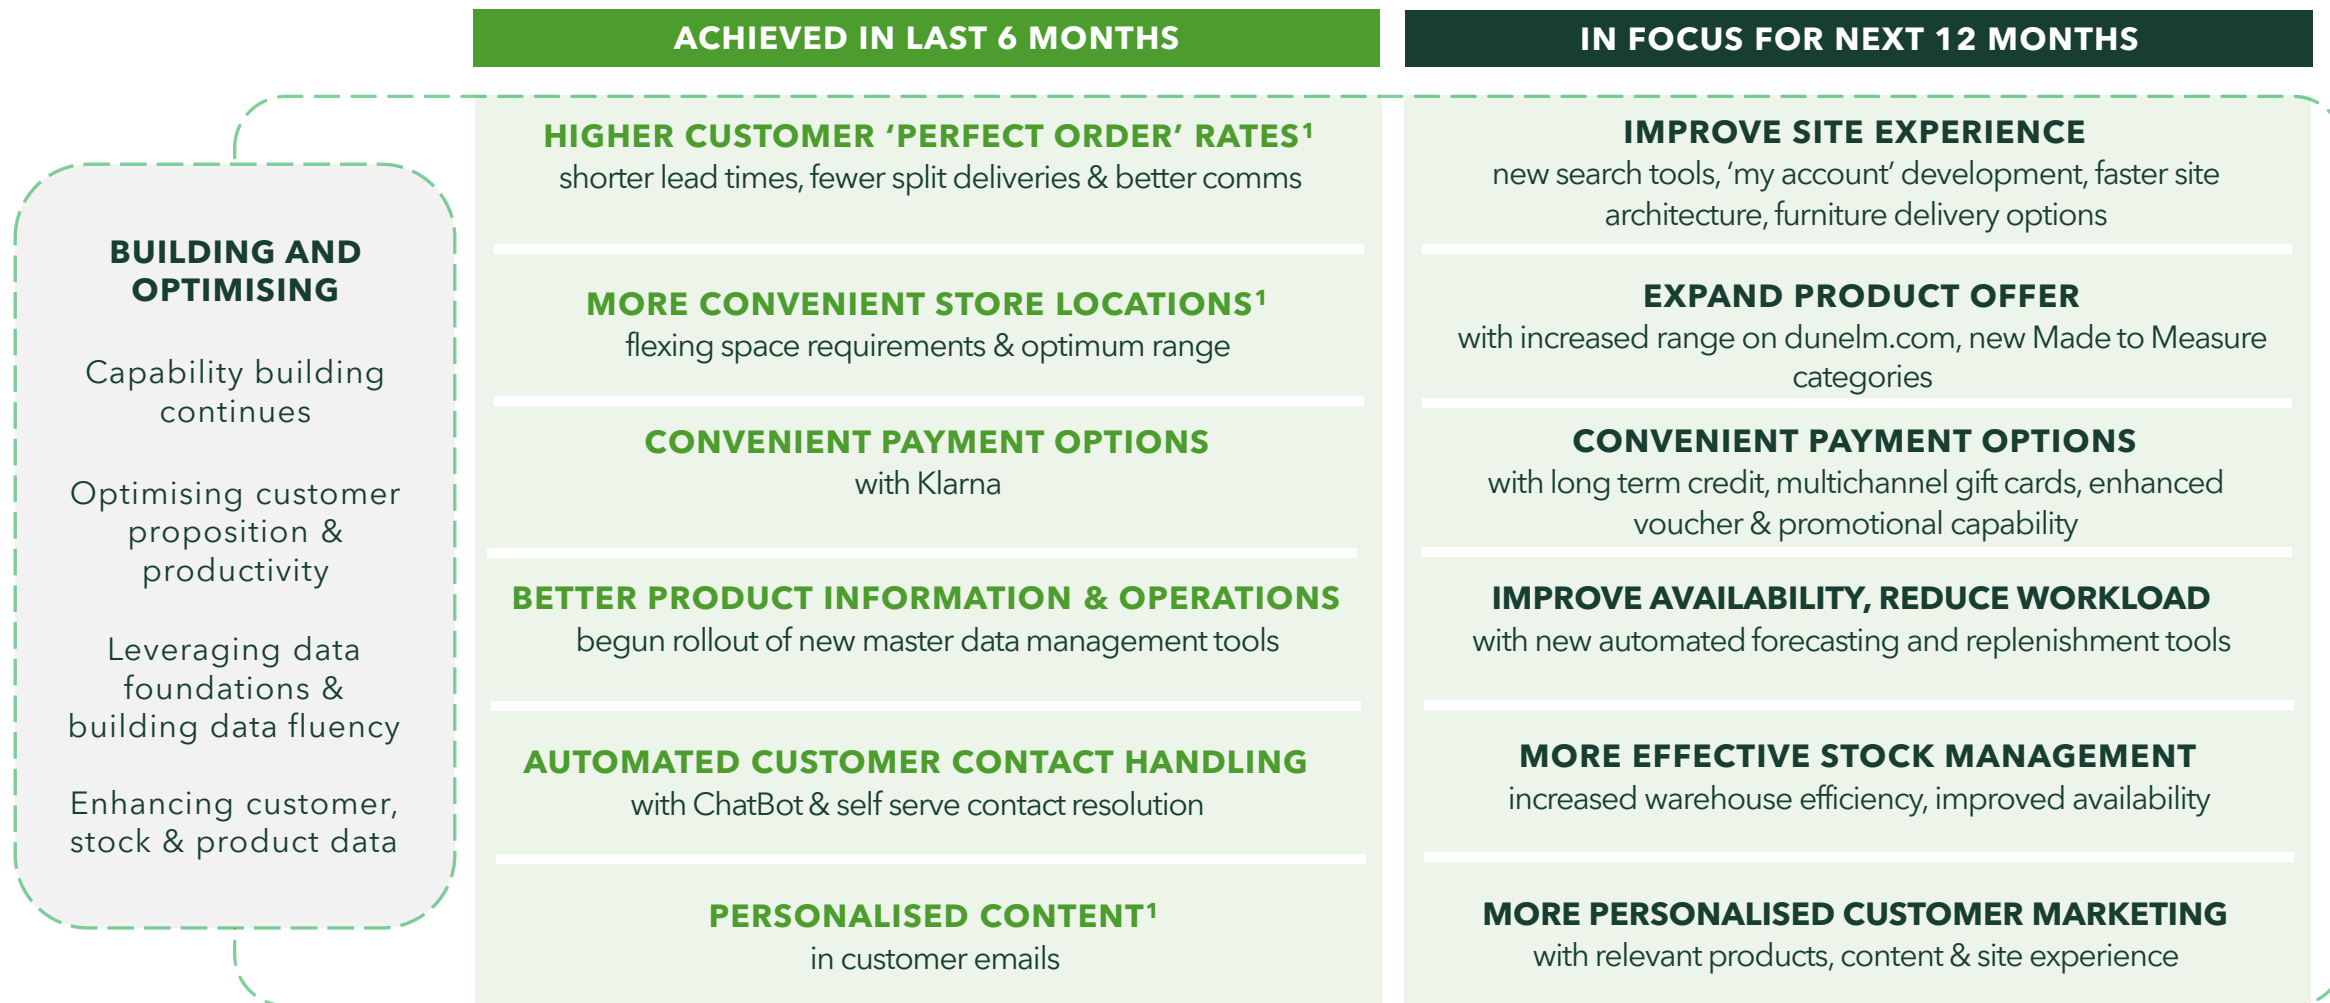 ACHIEVED IN LAST 6 MONTHS
IN FOCUS FOR NEXT 12 MONTHS
BUILDING AND
OPTIMISING
Capability building
continues
Optimising customer
proposition &
productivity
Leveraging data
foundations &
building data fluency
Enhancing customer,
stock & product data
HIGHER CUSTOMER ‘PERFECT ORDER’ RATES¹
shorter lead times, fewer split deliveries & better comms
MORE CONVENIENT STORE LOCATIONS¹
flexing space requirements & optimum range
CONVENIENT PAYMENT OPTIONS
with Klarna
BETTER PRODUCT INFORMATION & OPERATIONS
begun rollout of new master data management tools
AUTOMATED CUSTOMER CONTACT HANDLING
with ChatBot & self serve contact resolution
PERSONALISED CONTENT¹
in customer emails
IMPROVE SITE EXPERIENCE
new search tools, ‘my account’ development, faster site
architecture, furniture delivery options
EXPAND PRODUCT OFFER
with increased range on dunelm.com, new Made to Measure
categories
CONVENIENT PAYMENT OPTIONS
with long term credit, multichannel gift cards, enhanced
voucher & promotional capability
IMPROVE AVAILABILITY, REDUCE WORKLOAD
with new automated forecasting and replenishment tools
MORE EFFECTIVE STOCK MANAGEMENT
increased warehouse efficiency, improved availability
MORE PERSONALISED CUSTOMER MARKETING
with relevant products, content & site experience